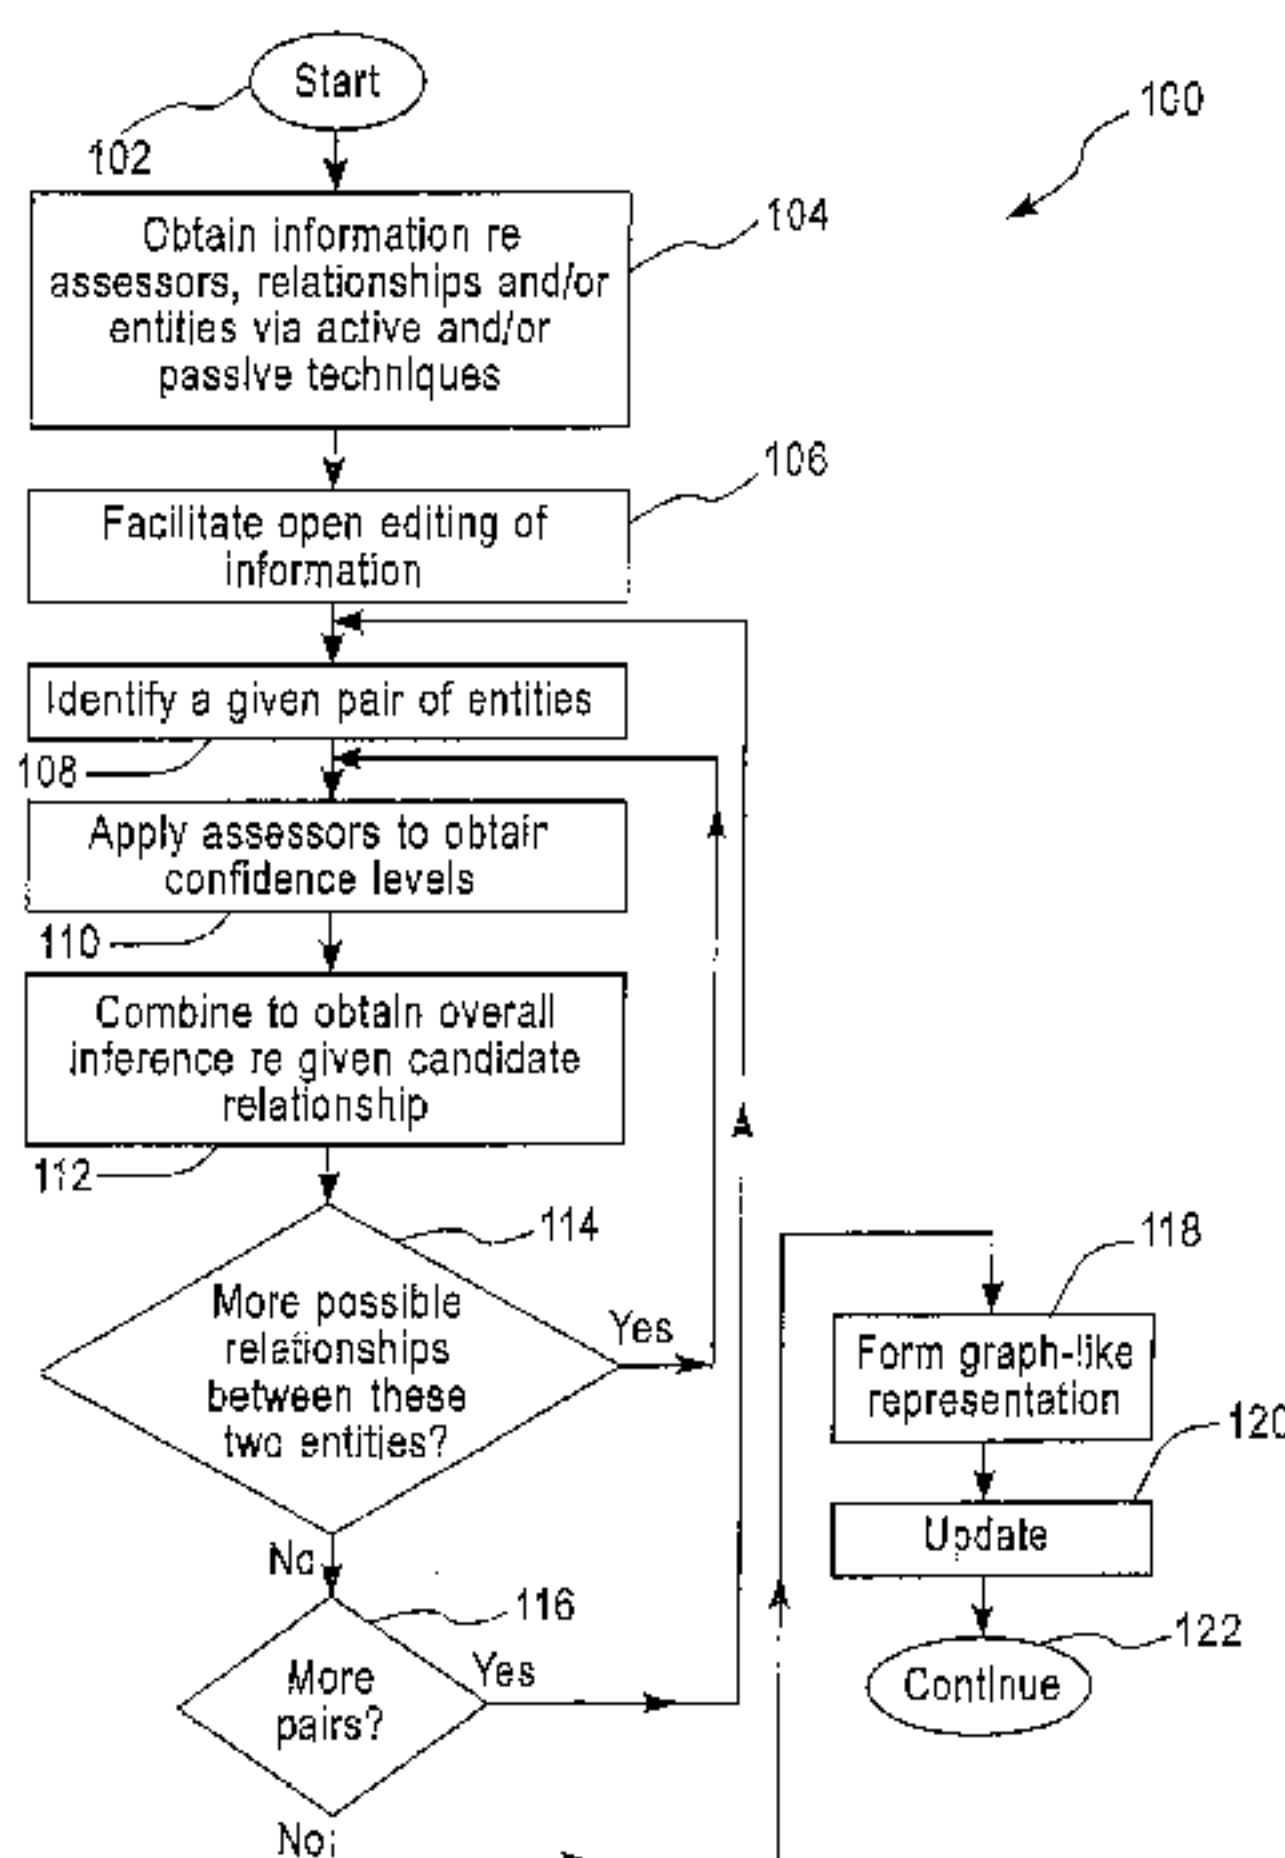 Start
102
100
Obtain information re
assessors, relationships and/or
entities via active and/or
passive techniques
104
Facilitate open editing of
information
106
Identify a given pair of entities
108
Apply assessors to obtain
confidence levels
110
Combine to obtain overall
inference re given candidate
relationship
112
114
More possible
relationships
between these
two entities?
Yes
No
116
More
pairs?
Yes
No
118
Form graph-like
representation
120
Update
122
Continue